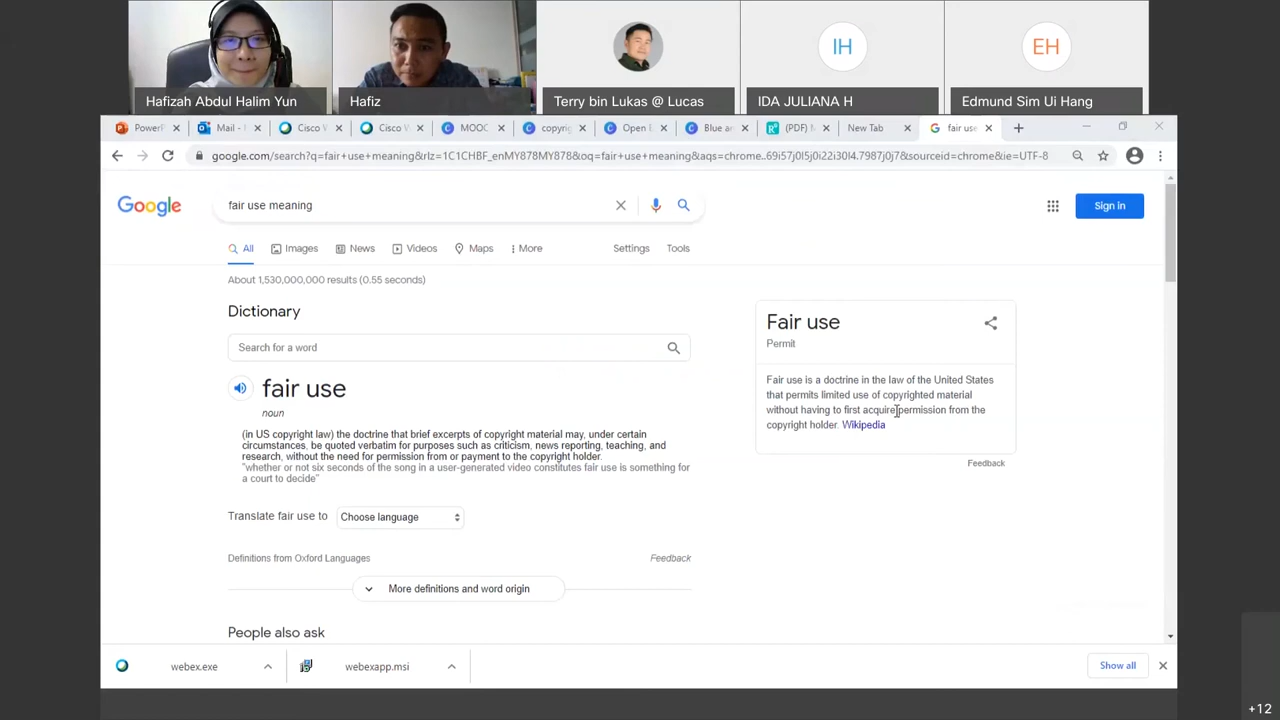 IH
EH
Hafizah Abdul Halim Yun
Hafiz
Terry bin Lukas @ Lucas
IDA JULIANA H
Edmund Sim Ui Hang
PowerP
Mail -
Cisco W
Cisco W
MOOC
copyrig
Open E
Blue an
(PDF) M
New Tab
fair use
google.com/search?q=fair+use+meaning&rlz=1C1CHBF_enMY878MY878&oq=fair+use+meaning&aqs=chrome..69i57j0l5j0i22i30l4.7987j0j7&sourceid=chrome&ie=UTF-8
Google
fair use meaning
Sign in
All
Images
News
Videos
Maps
More
Settings
Tools
About 1,530,000,000 results (0.55 seconds)
Dictionary
Search for a word
fair use
noun
(in US copyright law) the doctrine that brief excerpts of copyright material may, under certain
circumstances, be quoted verbatim for purposes such as criticism, news reporting, teaching, and
research, without the need for permission from or payment to the copyright holder.
"whether or not six seconds of the song in a user-generated video constitutes fair use is something for
a court to decide"
Translate fair use to
Choose language
Definitions from Oxford Languages
Feedback
More definitions and word origin
People also ask
Fair use
Permit
Fair use is a doctrine in the law of the United States
that permits limited use of copyrighted material
without having to first acquire permission from the
copyright holder. Wikipedia
Feedback
webex.exe
webexapp.msi
Show all
+12